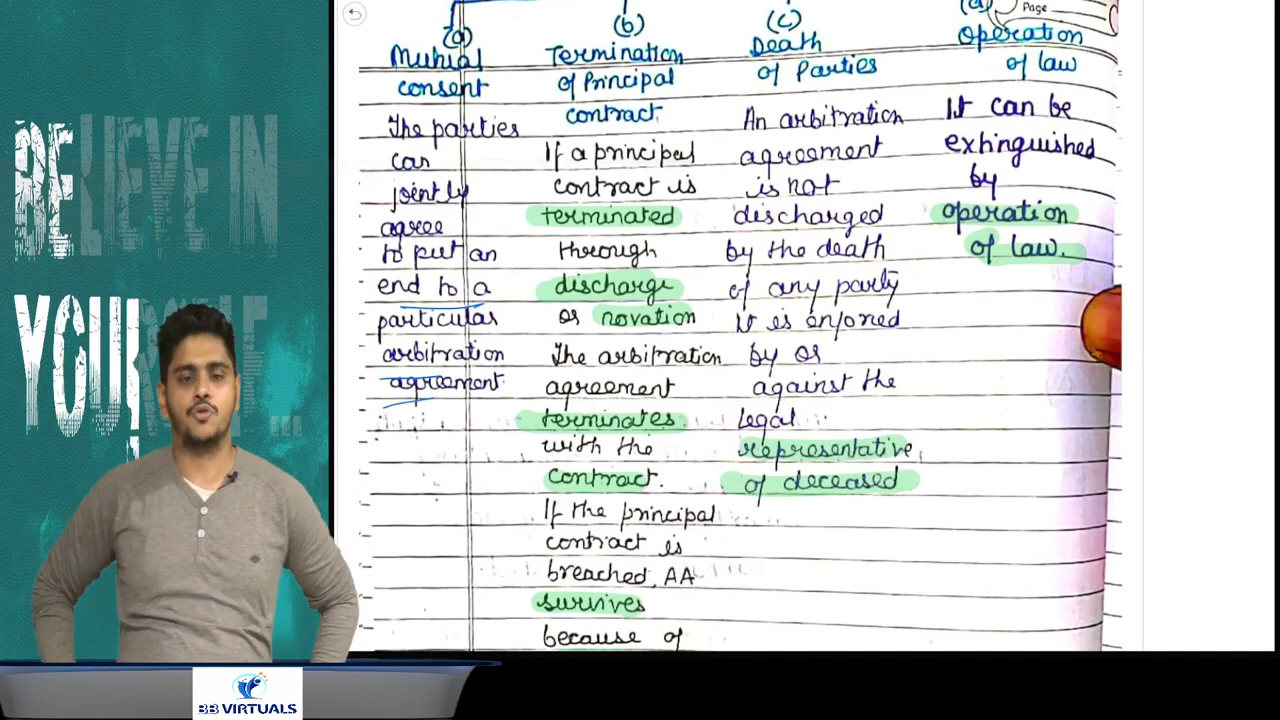 BELIEVE IN
Page
(a)
Mutual
consent
The parties
can
jointly
agree
to put an
end to a
particular
arbitration
agreement
(b)
Termination
of Principal
contract
If a principal
contract is
terminated
through
discharge
or novation
The arbitration
agreement
terminates
with the
contract.
If the principal
contract is
breached, AA
survives
because of
(c)
Death
of Parties
An arbitration
agreement
is not
discharged
by the death
of any party
It is enfored
by or
against the
Legal
representative
of deceased
(d)
Operation
of law
It can be
extinguished
by
operation
of law.
BB VIRTUALS